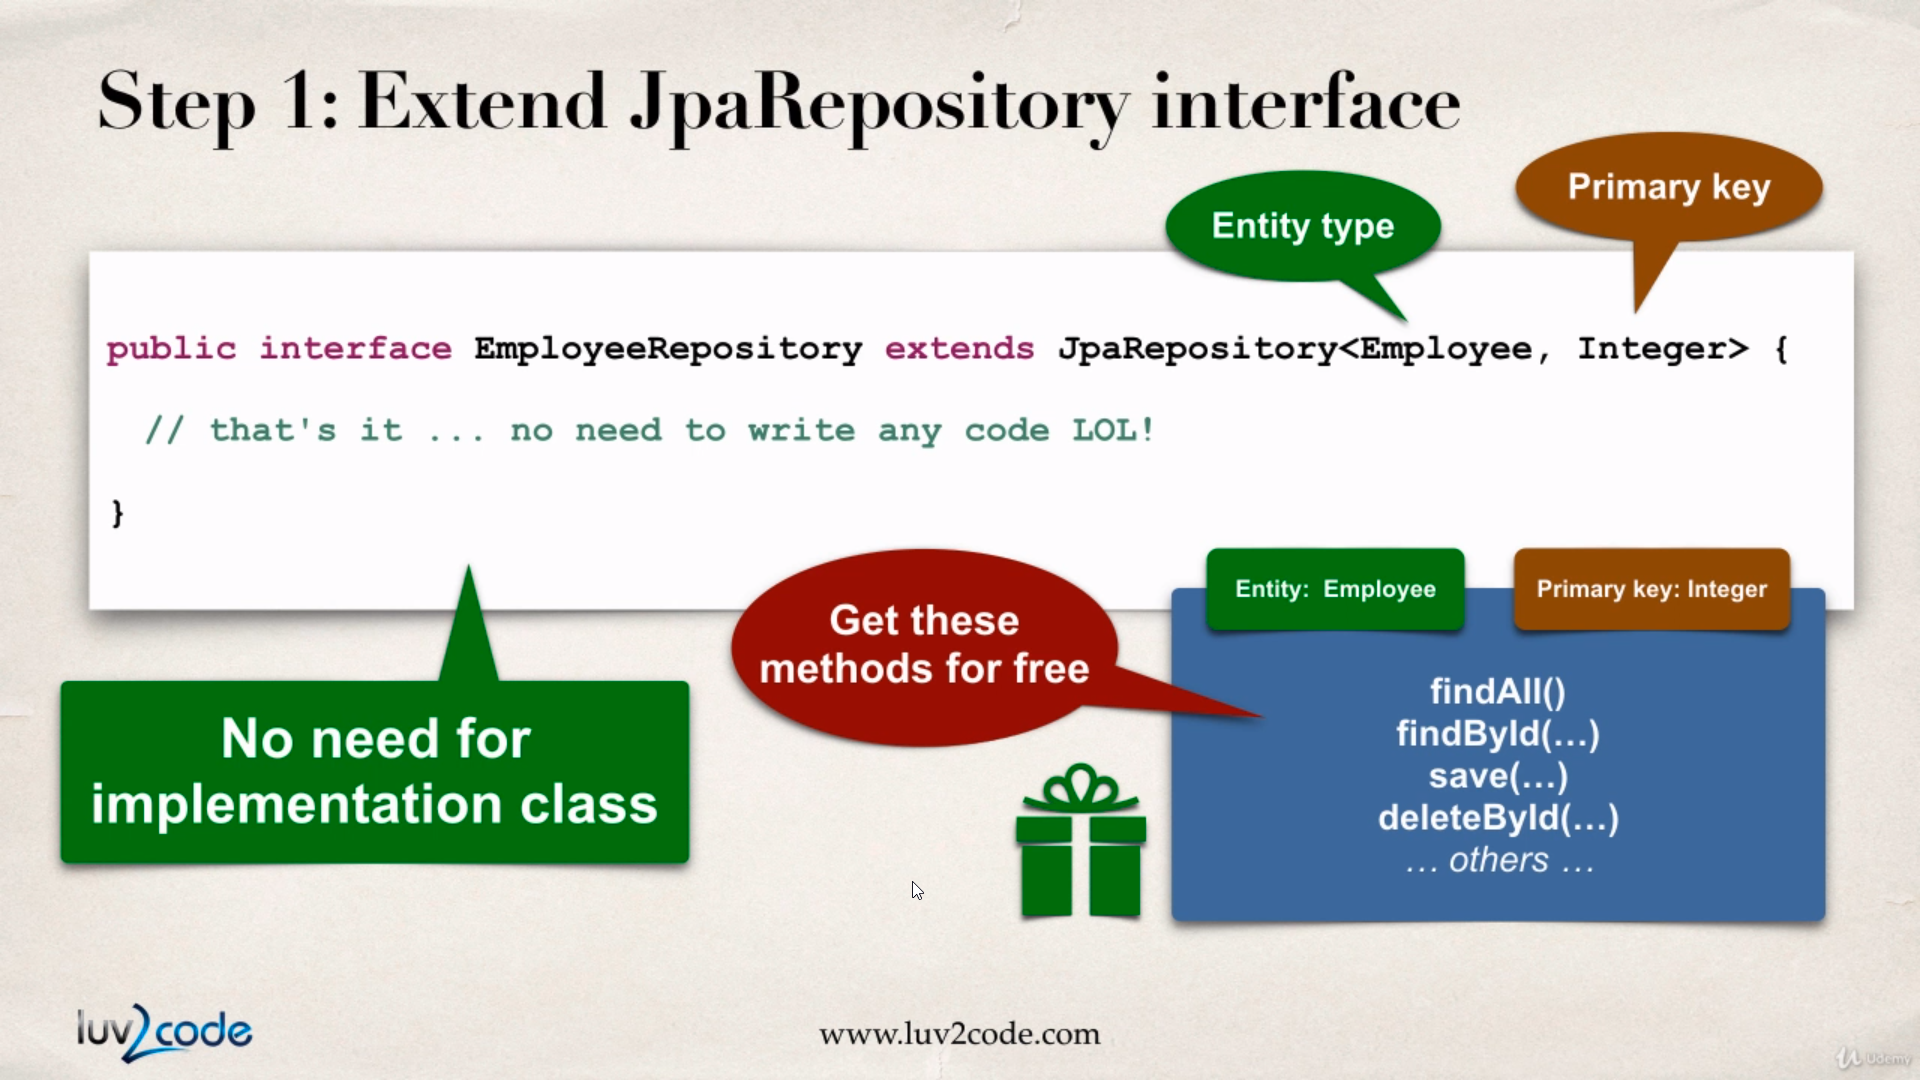 Step 1: Extend JpaRepository interface
Entity type
Primary key
public interface EmployeeRepository extends JpaRepository<Employee, Integer> {
// that's it ... no need to write any code LOL!
}
No need for
implementation class
Get these
methods for free
Entity: Employee
Primary key: Integer
findAll()
findById(…)
save(…)
deleteById(…)
… others …
luv2code
www.luv2code.com
Udemy